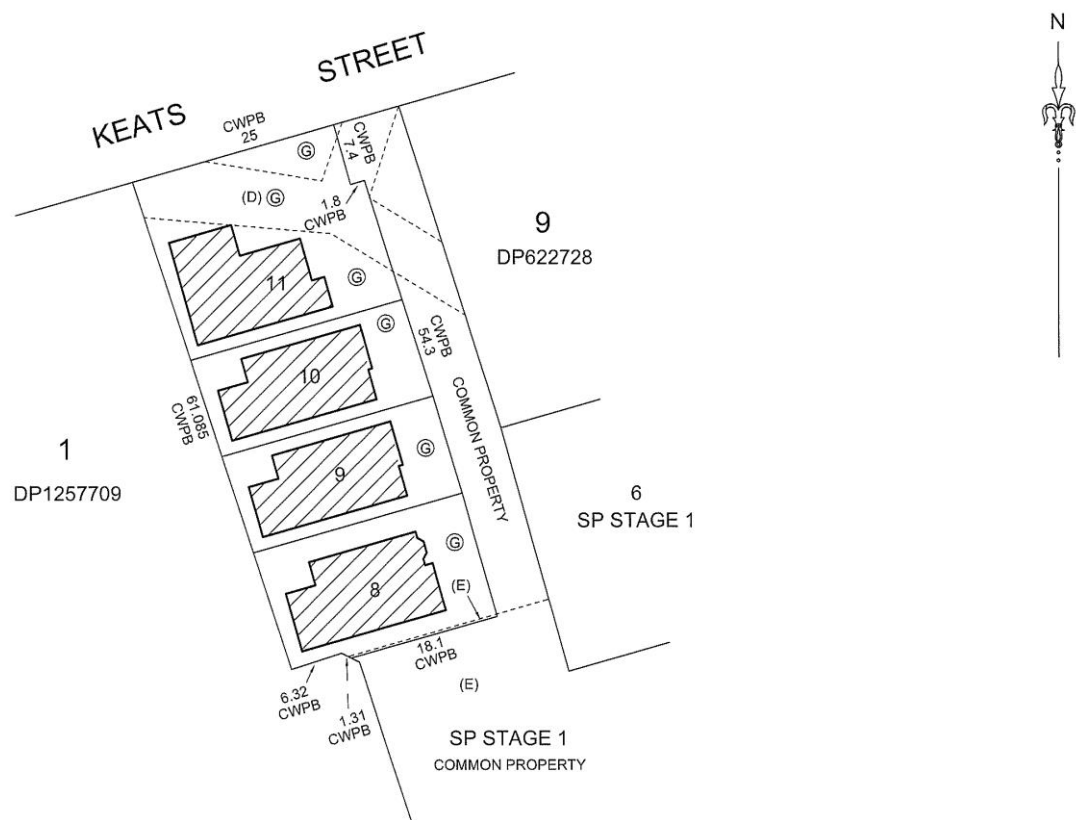 N
KEATS STREET
CWPB
25
CWPB
7.4
G
(D) G
1.8
CWPB
9
DP622728
11
G
G
CWPB
54.3
10
61.085
CWPB
COMMON PROPERTY
1
DP1257709
G
9
6
SP STAGE 1
G
(E)
8
18.1
CWPB
6.32
CWPB
1.31
CWPB
(E)
SP STAGE 1
COMMON PROPERTY